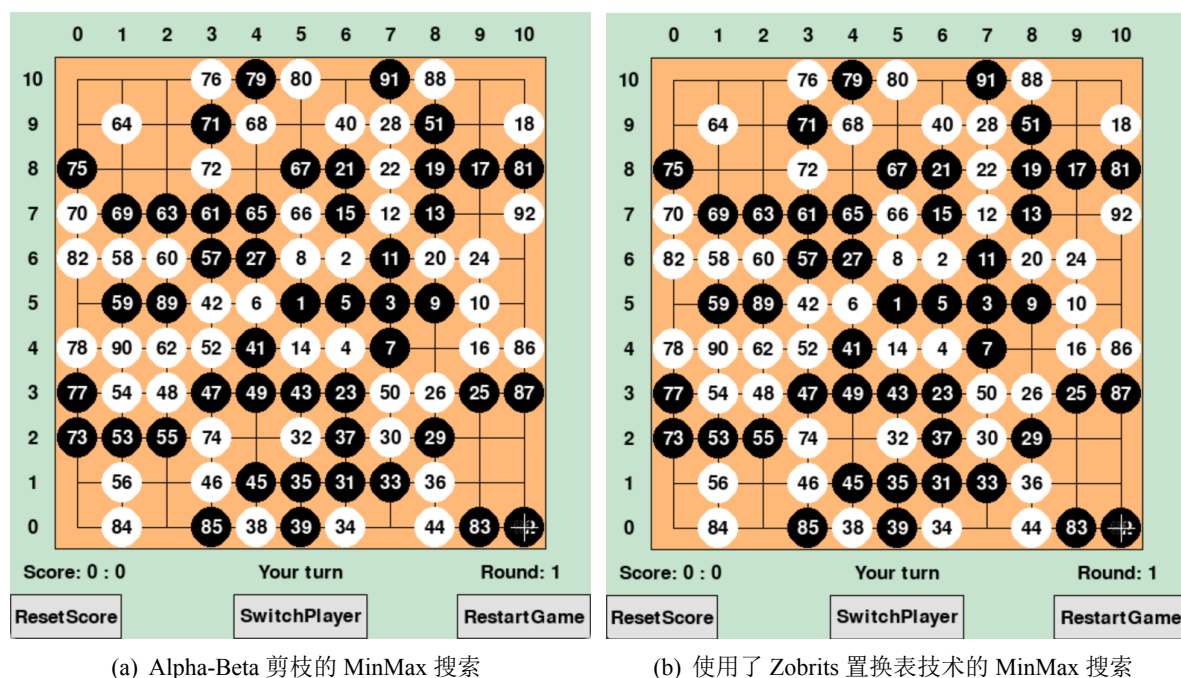 0 1 2 3 4 5 6 7 8 9 10
10 76 79 80 91 88
9 64 71 68 40 28 51 18
8 75 72 67 21 22 19 17 81
7 70 69 63 61 65 66 15 12 13 92
6 82 58 60 57 27 8 2 11 20 24
5 59 89 42 6 1 5 3 9 10
4 78 90 62 52 41 14 4 7 16 86
3 77 54 48 47 49 43 23 50 26 25 87
2 73 53 55 74 32 37 30 29
1 56 46 45 35 31 33 36
0 84 85 38 39 34 44 83
Score: 0 : 0 Your turn Round: 1
ResetScore SwitchPlayer RestartGame
(a) Alpha-Beta 剪枝的 MinMax 搜索
0 1 2 3 4 5 6 7 8 9 10
10 76 79 80 91 88
9 64 71 68 40 28 51 18
8 75 72 67 21 22 19 17 81
7 70 69 63 61 65 66 15 12 13 92
6 82 58 60 57 27 8 2 11 20 24
5 59 89 42 6 1 5 3 9 10
4 78 90 62 52 41 14 4 7 16 86
3 77 54 48 47 49 43 23 50 26 25 87
2 73 53 55 74 32 37 30 29
1 56 46 45 35 31 33 36
0 84 85 38 39 34 44 83
Score: 0 : 0 Your turn Round: 1
ResetScore SwitchPlayer RestartGame
(b) 使用了 Zobrits 置换表技术的 MinMax 搜索